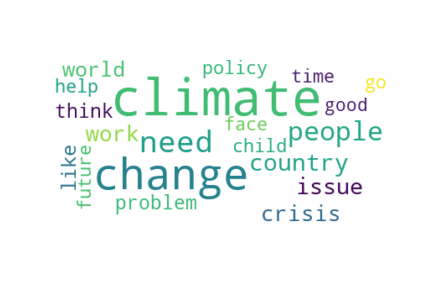 world
policy
time
go
help
climate
good
think
work
need
face
people
child
like
future
change
country
issue
problem
crisis